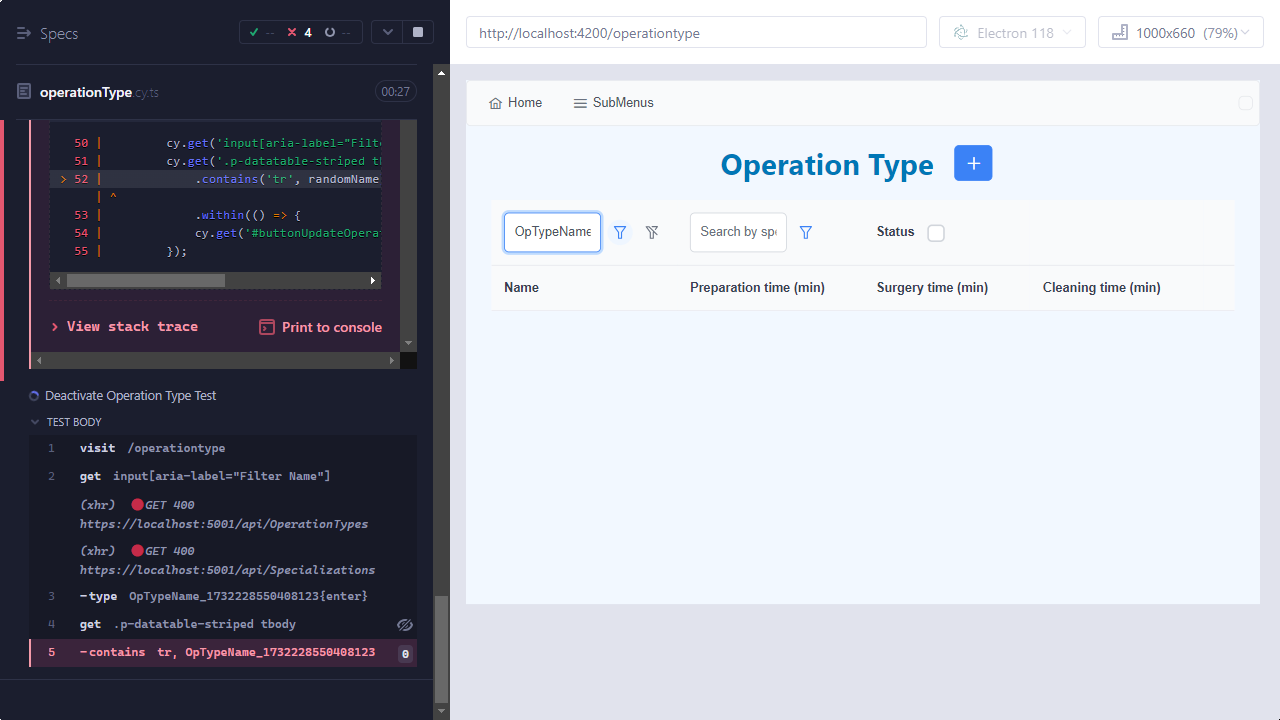 Specs
-- 4 --
operationType.cy.ts
00:27
50 | cy.get('input[aria-label="Filte
51 | cy.get('.p-datatable-striped tb
> 52 | .contains('tr', randomName
| ^
53 | .within(() => {
54 | cy.get('#buttonUpdateOperat
55 | });
> View stack trace
Print to console
Deactivate Operation Type Test
TEST BODY
1 visit /operationtype
2 get input[aria-label="Filter Name"]
(xhr) GET 400
https://localhost:5001/api/OperationTypes
(xhr) GET 400
https://localhost:5001/api/Specializations
3 -type OpTypeName_1732228550408123{enter}
4 get .p-datatable-striped tbody
5 -contains tr, OpTypeName_1732228550408123 0
http://localhost:4200/operationtype
Electron 118
1000x660 (79%)
Home
SubMenus
Operation Type +
OpTypeName
Search by spe
Status
Name
Preparation time (min)
Surgery time (min)
Cleaning time (min)